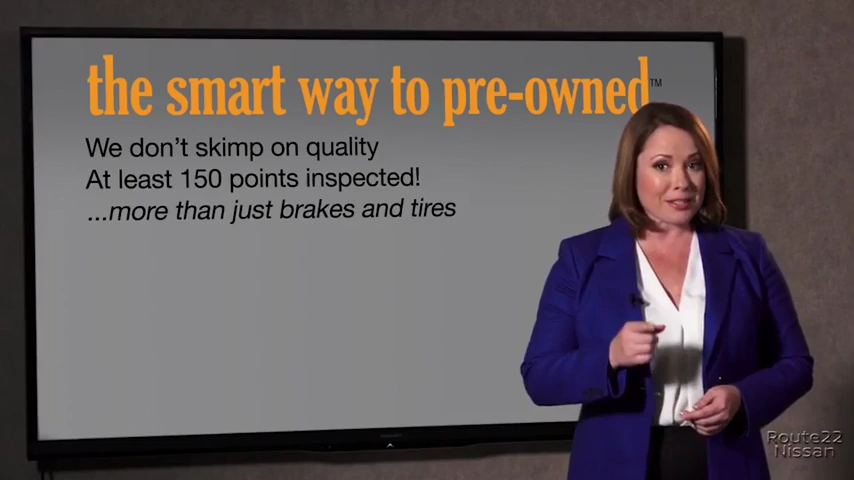 the smart way to pre-owned™
We don't skimp on quality
At least 150 points inspected!
...more than just brakes and tires
Route22
Nissan